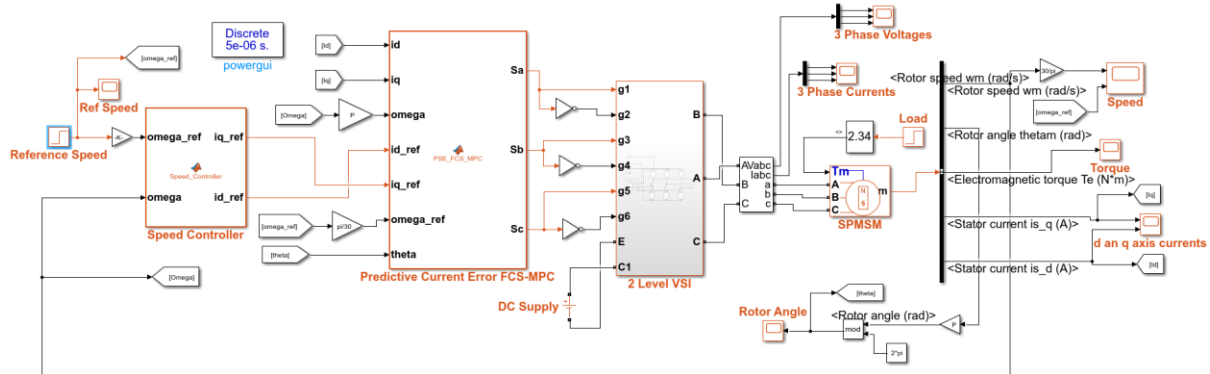 Discrete
5e-06 s.
powergui
[omega_ref]
Ref Speed
Reference Speed
-K-
omega_ref
iq_ref
omega
id_ref
Speed_Controller
Speed Controller
[Omega]
[Id]
[Iq]
[Omega]
P
[omega_ref]
pi/30
[theta]
id
iq
omega
id_ref
iq_ref
omega_ref
theta
Sa
Sb
Sc
PSE_FCS_MPC
Predictive Current Error FCS-MPC
g1
g2
g3
g4
g5
g6
E
C1
B
A
C
2 Level VSI
DC Supply
AVabc
Iabc
B
a
b
C
c
3 Phase Voltages
3 Phase Currents
Load
2.34
Tm
A
B
C
m
N
S
SPMSM
<Rotor speed wm (rad/s)>
30/pi
<Rotor speed wm (rad/s)>
[omega_ref]
Speed
<Rotor angle thetam (rad)>
Torque
<Electromagnetic torque Te (N*m)>
[Iq]
<Stator current is_q (A)>
d an q axis currents
<Stator current is_d (A)>
[Id]
[theta]
Rotor Angle
<Rotor angle (rad)>
mod
P
2*pi